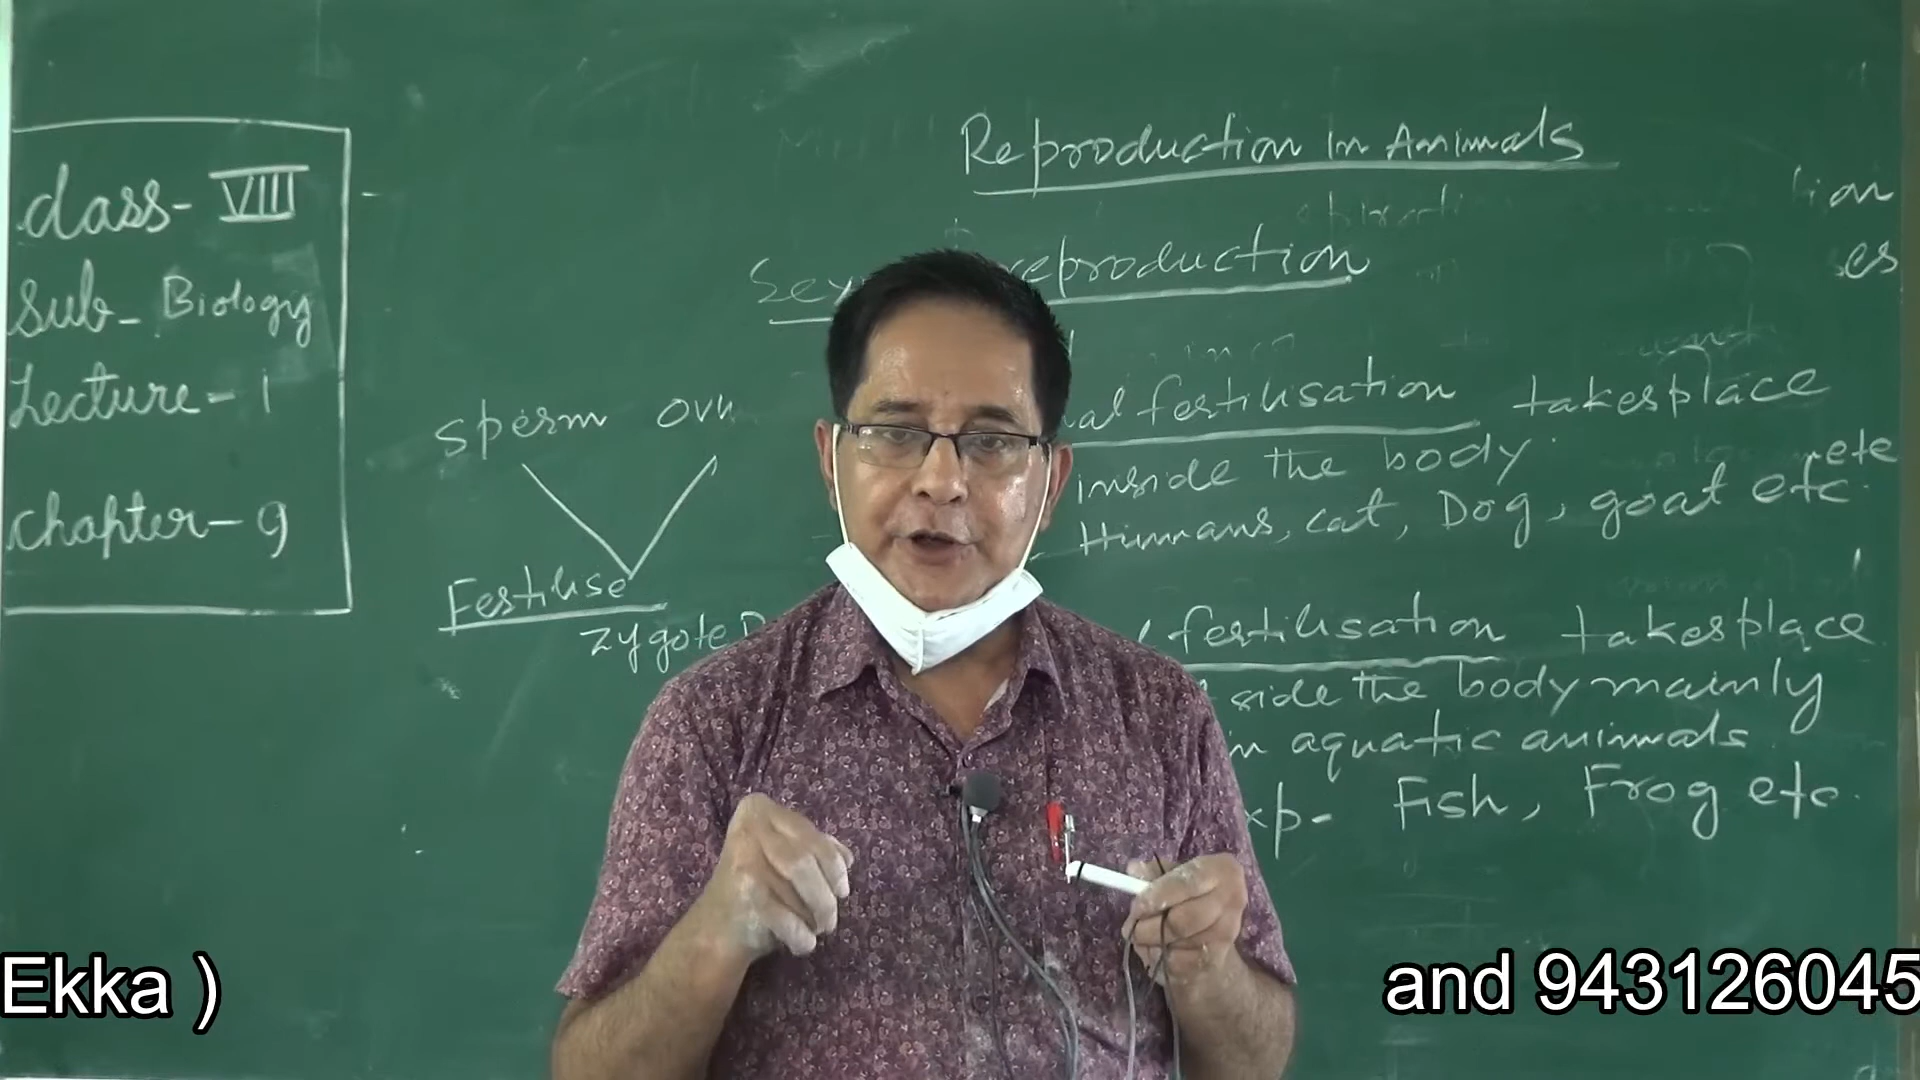 Class- VIII
Sub- Biology
Lecture- 1
Chapter- 9
Reproduction in Animals
reproduction
sperm
fertilisation takesplace
inside the body.
Humans, cat, Dog, goat etc.
Fertilise
zygote
fertilisation takesplace
side the body mainly
in aquatic animals
Fish, Frog etc.
Ekka )
and 943126045